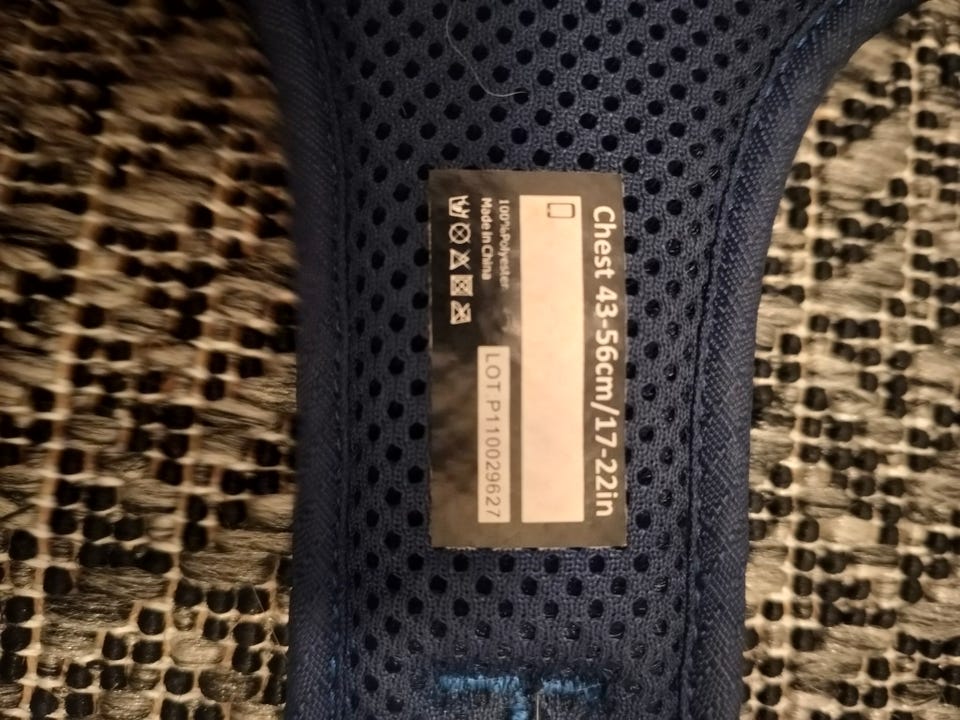 Chest 43-56cm/17-22in
100%Polyester
Made In China
LOT P110029627